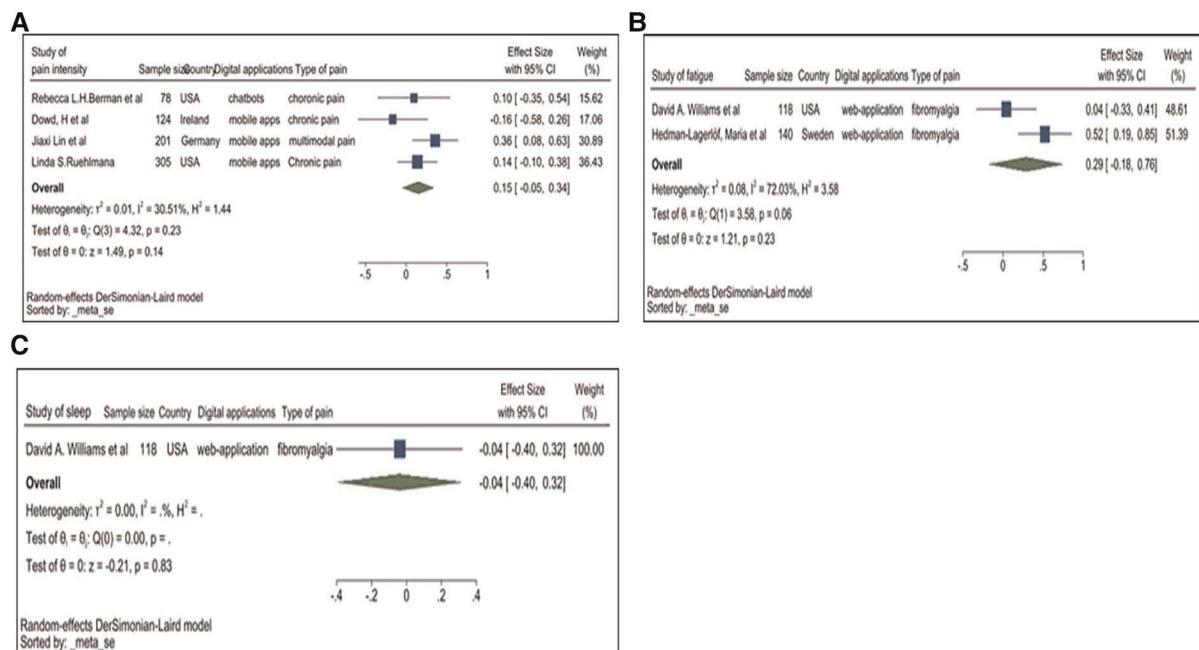 A
Study of
pain intensity Sample size Country Digital applications Type of pain Effect Size with 95% CI Weight (%)
Rebecca L.H.Berman et al 78 USA chatbots choronic pain 0.10 [ -0.35, 0.54] 15.62
Dowd, H et al 124 Ireland mobile apps chronic pain -0.16 [ -0.58, 0.26] 17.06
Jiaxi Lin et al 201 Germany mobile apps multimodal pain 0.36 [ 0.08, 0.63] 30.89
Linda S.Ruehlmana 305 USA mobile apps Chronic pain 0.14 [ -0.10, 0.38] 36.43
Overall 0.15 [ -0.05, 0.34]
Heterogeneity: τ² = 0.01, I² = 30.51%, H² = 1.44
Test of θᵢ = θⱼ: Q(3) = 4.32, p = 0.23
Test of θ = 0: z = 1.49, p = 0.14
-.5 0 .5 1
Random-effects DerSimonian-Laird model
Sorted by: _meta_se
B
Effect Size Weight
Study of fatigue Sample size Country Digital applications Type of pain with 95% CI (%)
David A. Williams et al 118 USA web-application fibromyalgia 0.04 [ -0.33, 0.41] 48.61
Hedman-Lagerlöf, Maria et al 140 Sweden web-application fibromyalgia 0.52 [ 0.19, 0.85] 51.39
Overall 0.29 [ -0.18, 0.76]
Heterogeneity: τ² = 0.08, I² = 72.03%, H² = 3.58
Test of θᵢ = θⱼ: Q(1) = 3.58, p = 0.06
Test of θ = 0: z = 1.21, p = 0.23
-.5 0 .5 1
Random-effects DerSimonian-Laird model
Sorted by: _meta_se
C
Effect Size Weight
Study of sleep Sample size Country Digital applications Type of pain with 95% CI (%)
David A. Williams et al 118 USA web-application fibromyalgia -0.04 [ -0.40, 0.32] 100.00
Overall -0.04 [ -0.40, 0.32]
Heterogeneity: τ² = 0.00, I² = .%, H² = .
Test of θᵢ = θⱼ: Q(0) = 0.00, p = .
Test of θ = 0: z = -0.21, p = 0.83
-.4 -.2 0 .2 .4
Random-effects DerSimonian-Laird model
Sorted by: _meta_se